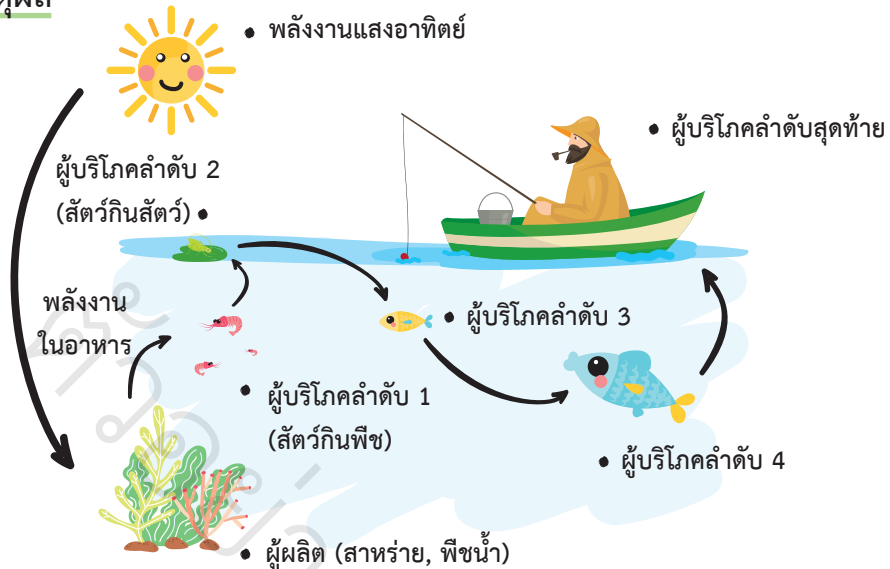 พลังงานแสงอาทิตย์
ผู้บริโภคลำดับสุดท้าย
ผู้บริโภคลำดับ 2
(สัตว์กินสัตว์)
พลังงาน
ในอาหาร
ผู้บริโภคลำดับ 3
ผู้บริโภคลำดับ 1
(สัตว์กินพืช)
ผู้บริโภคลำดับ 4
ผู้ผลิต (สาหร่าย, พืชน้ำ)